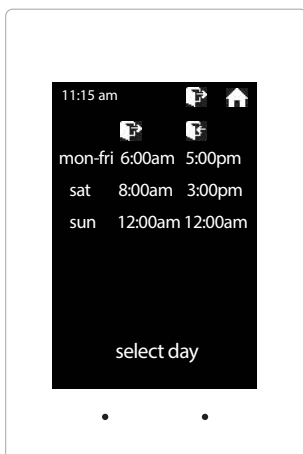 11:15 am
mon-fri 6:00am 5:00pm
sat 8:00am 3:00pm
sun 12:00am 12:00am
select day